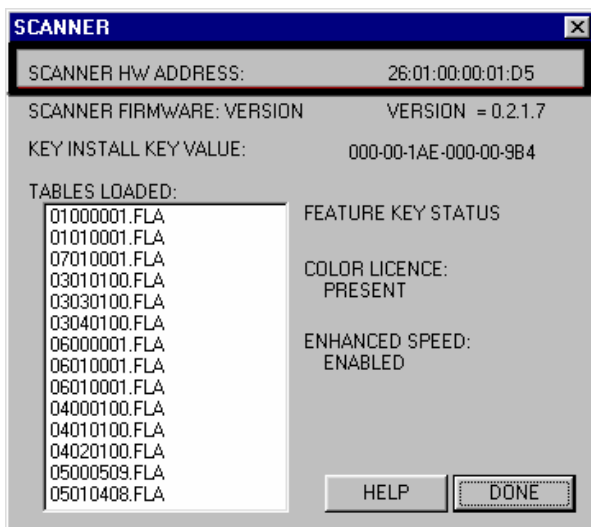 SCANNER
SCANNER HW ADDRESS: 26:01:00:00:01:D5
SCANNER FIRMWARE: VERSION VERSION = 0.2.1.7
KEY INSTALL KEY VALUE: 000-00-1AE-000-00-9B4
TABLES LOADED:
01000001.FLA
01010001.FLA
07010001.FLA
03010100.FLA
03030100.FLA
03040100.FLA
06000001.FLA
06010001.FLA
06010001.FLA
04000100.FLA
04010100.FLA
04020100.FLA
05000509.FLA
05010408.FLA
FEATURE KEY STATUS
COLOR LICENCE:
PRESENT
ENHANCED SPEED:
ENABLED
HELP DONE